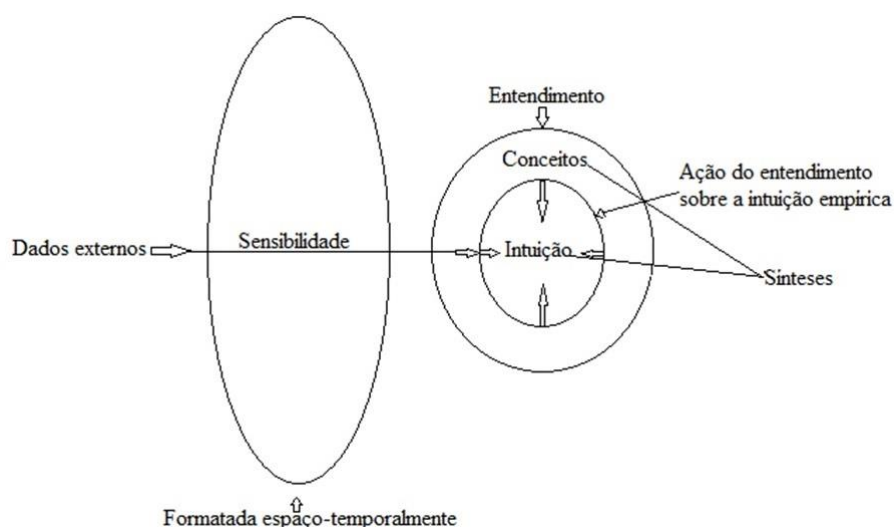 Entendimento
Conceitos
Ação do entendimento
sobre a intuição empírica
Dados externos
Sensibilidade
Intuição
Sínteses
Formatada espaço-temporalmente